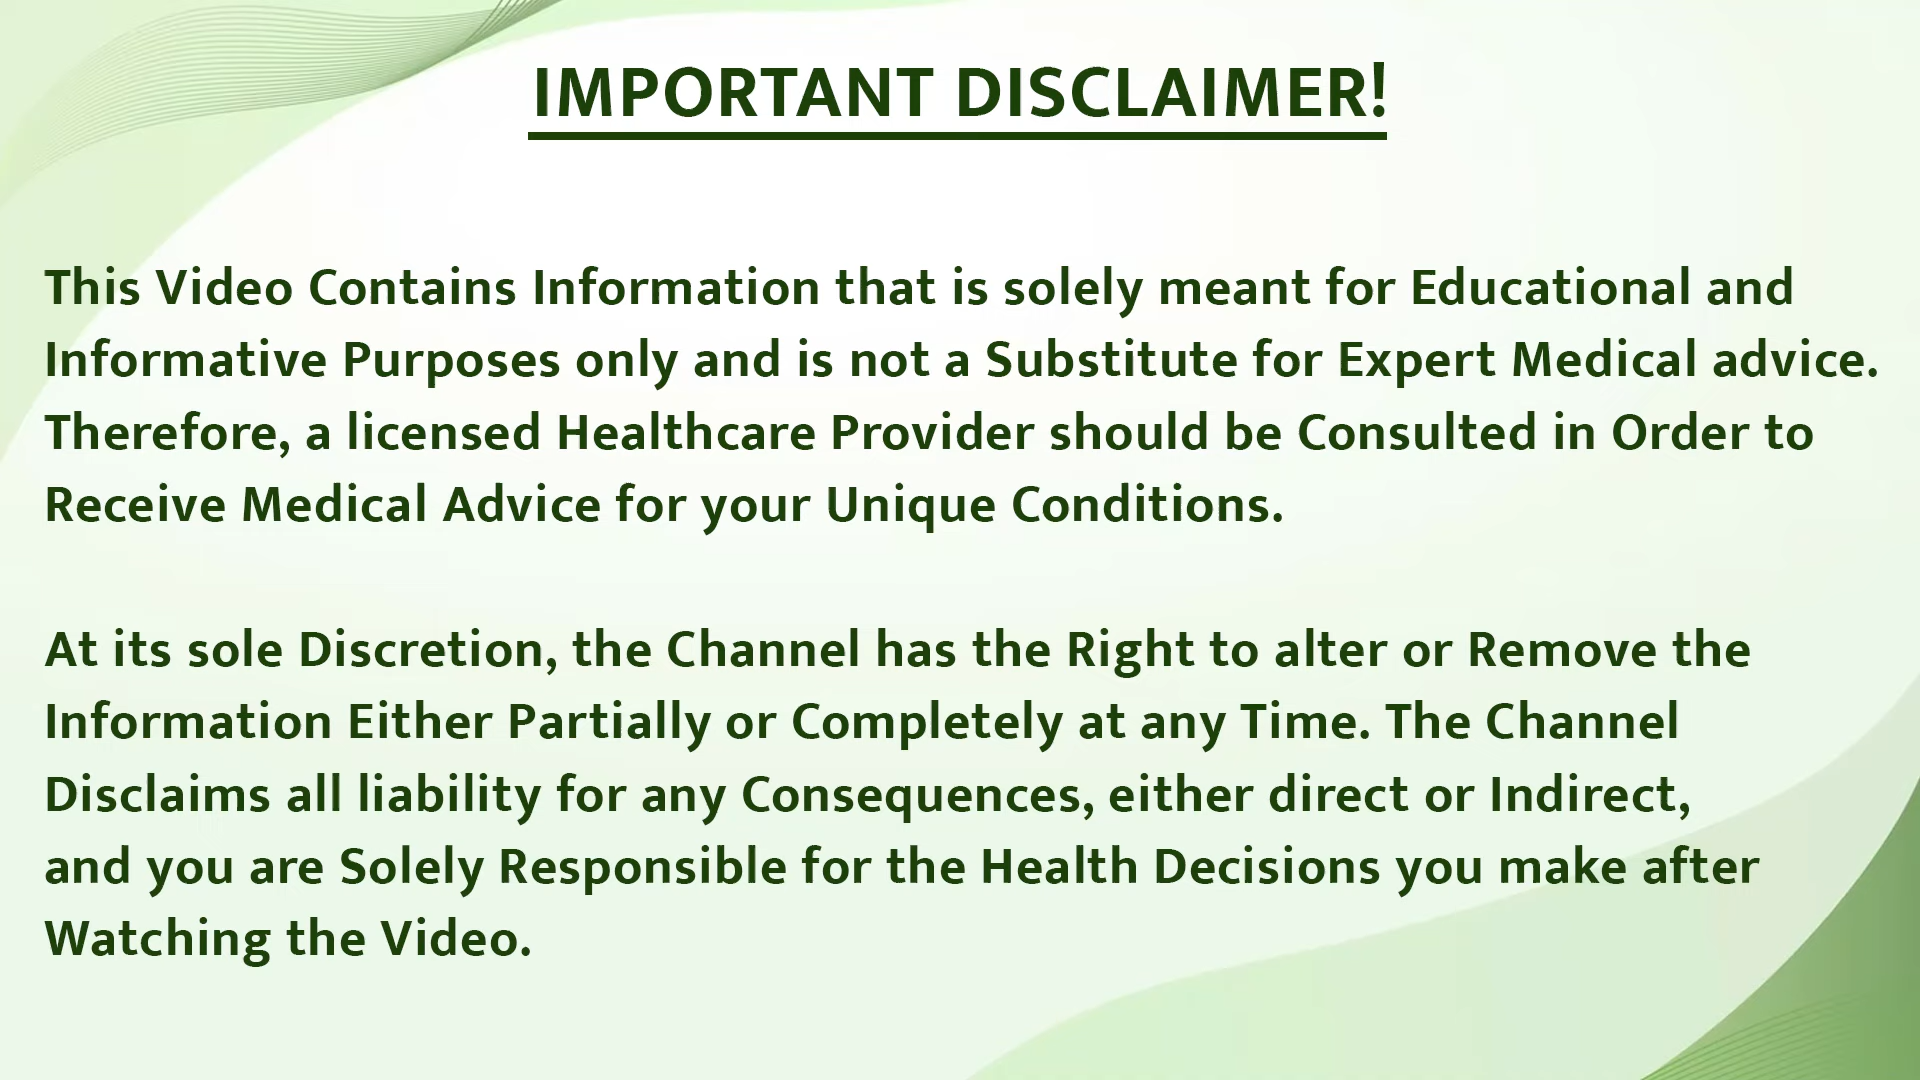 IMPORTANT DISCLAIMER!
This Video Contains Information that is solely meant for Educational and
Informative Purposes only and is not a Substitute for Expert Medical advice.
Therefore, a licensed Healthcare Provider should be Consulted in Order to
Receive Medical Advice for your Unique Conditions.
At its sole Discretion, the Channel has the Right to alter or Remove the
Information Either Partially or Completely at any Time. The Channel
Disclaims all liability for any Consequences, either direct or Indirect,
and you are Solely Responsible for the Health Decisions you make after
Watching the Video.